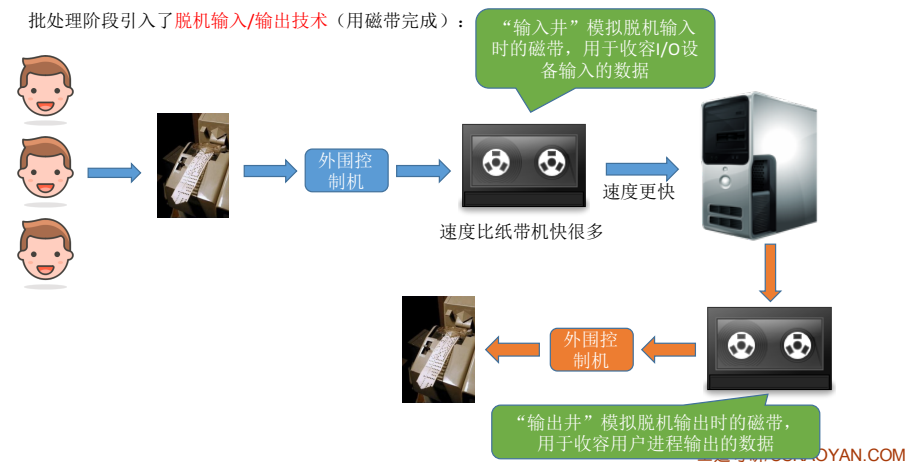 批处理阶段引入了脱机输入/输出技术（用磁带完成）：
“输入井”模拟脱机输入
时的磁带，用于收容I/O设
备输入的数据
外围控
制机
速度更快
速度比纸带机快很多
外围控
制机
“输出井”模拟脱机输出时的磁带，
用于收容用户进程输出的数据
OYAN.COM